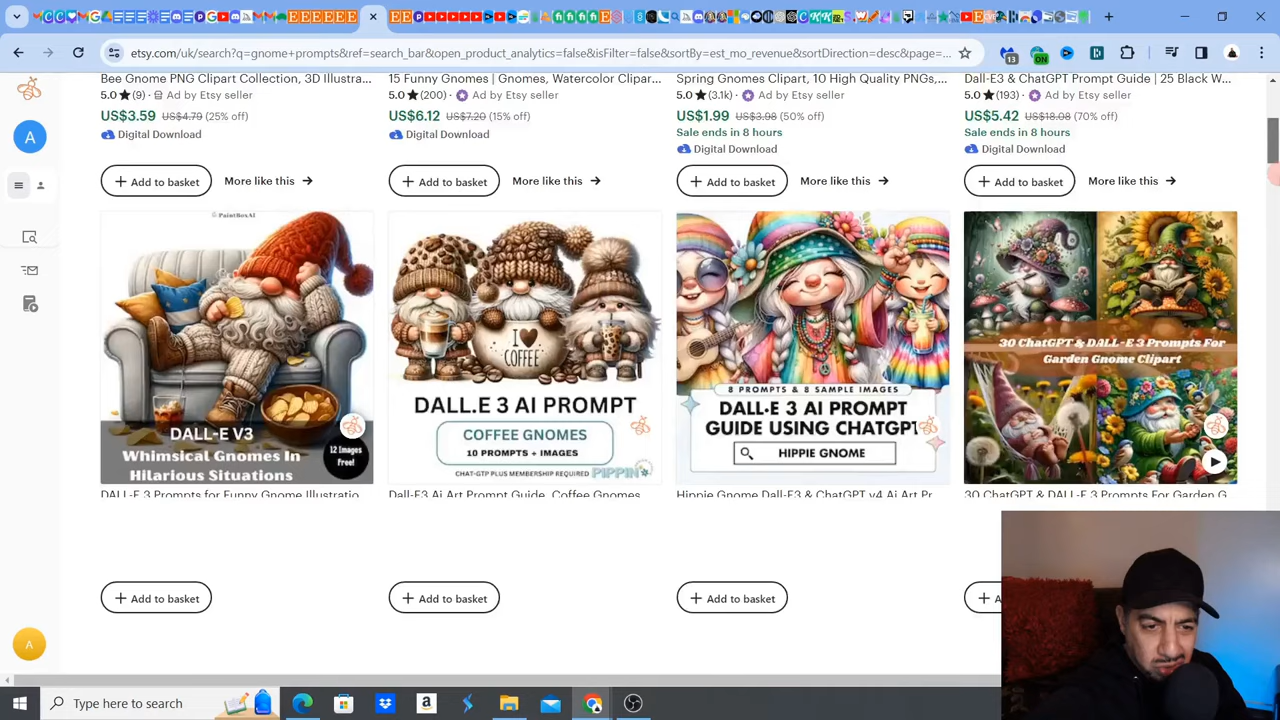 etsy.com/uk/search?q=gnome+prompts&ref=search_bar&open_product_analytics=false&isFilter=false&sortBy=est_mo_revenue&sortDirection=desc&page=...
13
ON
A
Bee Gnome PNG Clipart Collection, 3D Illustra...
5.0 ★ (9) · Ad by Etsy seller
US$3.59 US$4.79 (25% off)
Digital Download
+ Add to basket
More like this →
15 Funny Gnomes | Gnomes, Watercolor Clipar...
5.0 ★ (200) · Ad by Etsy seller
US$6.12 US$7.20 (15% off)
Digital Download
+ Add to basket
More like this →
Spring Gnomes Clipart, 10 High Quality PNGs,...
5.0 ★ (3.1k) · Ad by Etsy seller
US$1.99 US$3.98 (50% off)
Sale ends in 8 hours
Digital Download
+ Add to basket
More like this →
Dall-E3 & ChatGPT Prompt Guide | 25 Black W...
5.0 ★ (193) · Ad by Etsy seller
US$5.42 US$18.08 (70% off)
Sale ends in 8 hours
Digital Download
+ Add to basket
More like this →
PaintBoxAI
DALL-E V3
Whimsical Gnomes In
Hilarious Situations
12 Images
Free!
DALL-E 3 Prompts for Funny Gnome Illustratio...
+ Add to basket
I ♥
COFFEE
DALL.E 3 AI PROMPT
COFFEE GNOMES
10 PROMPTS + IMAGES
CHAT-GTP PLUS MEMBERSHIP REQUIRED
PIPPIN
Dall-E3 Ai Art Prompt Guide, Coffee Gnomes
+ Add to basket
8 PROMPTS & 8 SAMPLE IMAGES
DALL·E 3 AI PROMPT
GUIDE USING CHATGPT
HIPPIE GNOME
Hippie Gnome Dall-E3 & ChatGPT v4 Ai Art Pr...
+ Add to basket
30 ChatGPT & DALL-E 3 Prompts For
Garden Gnome Clipart
30 ChatGPT & DALL-E 3 Prompts For Garden G...
+ A
A
Type here to search